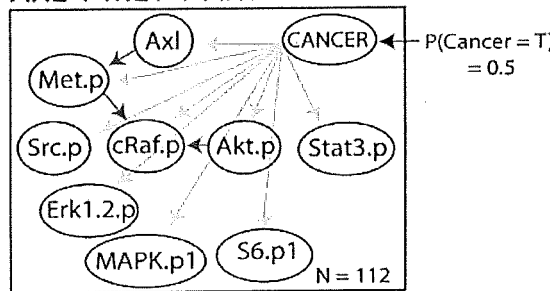 Axl
CANCER
P(Cancer = T)
= 0.5
Met.p
Src.p
cRaf.p
Akt.p
Stat3.p
Erk1.2.p
MAPK.p1
S6.p1
N = 112